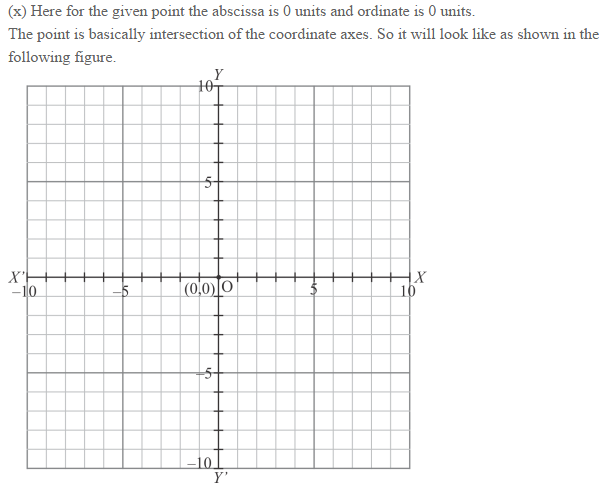 (x) Here for the given point the abscissa is 0 units and ordinate is 0 units.
The point is basically intersection of the coordinate axes. So it will look like as shown in the
following figure.
Y
10
5
X' X
−10 −5 (0,0) O 5 10
−5
−10
Y'